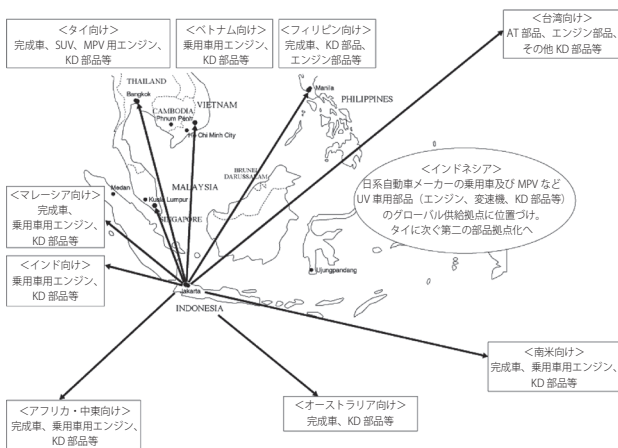 ＜タイ向け＞
完成車、SUV、MPV 用エンジン、
KD 部品等
＜ベトナム向け＞
乗用車用エンジン、
KD 部品等
＜フィリピン向け＞
完成車、KD 部品、
エンジン部品等
＜台湾向け＞
AT 部品、エンジン部品、
その他 KD 部品等
THAILAND
Bangkok
CAMBODIA
Phnum Pénh
VIETNAM
Ho Chi Minh City
Manila
PHILIPPINES
BRUNEI
DARUSSALAM
＜インドネシア＞
日系自動車メーカーの乗用車及び MPV など
UV 車用部品（エンジン、変速機、KD 部品等）
のグローバル供給拠点に位置づけ。
タイに次ぐ第二の部品拠点化へ
Medan
MALAYSIA
Kuala Lumpur
SINGAPORE
＜マレーシア向け＞
完成車、
乗用車用エンジン、
KD 部品等
＜インド向け＞
乗用車用エンジン、
KD 部品等
Ujungpandang
Jakarta
INDONESIA
＜南米向け＞
完成車、乗用車用エンジン、
KD 部品等
＜アフリカ・中東向け＞
完成車、乗用車用エンジン、
KD 部品等
＜オーストラリア向け＞
完成車、KD 部品等